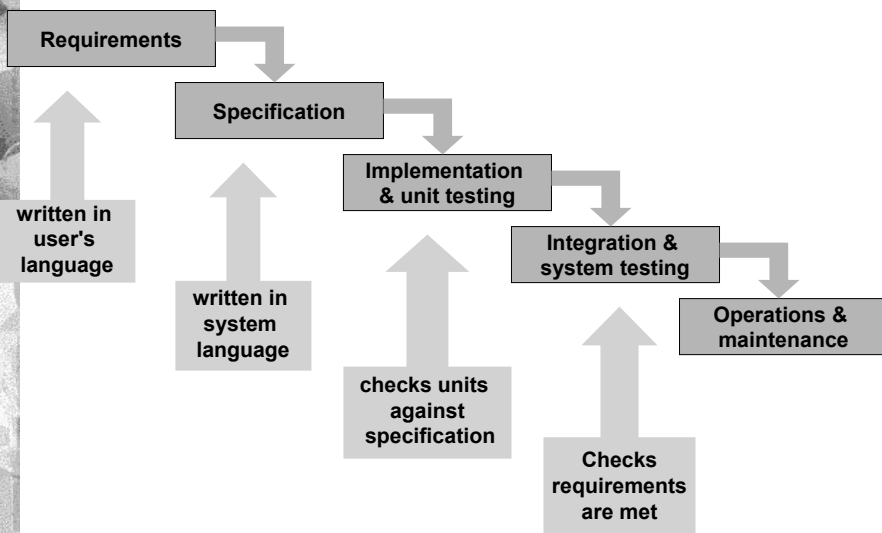 Requirements
Specification
Implementation
& unit testing
Integration &
system testing
Operations &
maintenance
written in
user's
language
written in
system
language
checks units
against
specification
Checks
requirements
are met